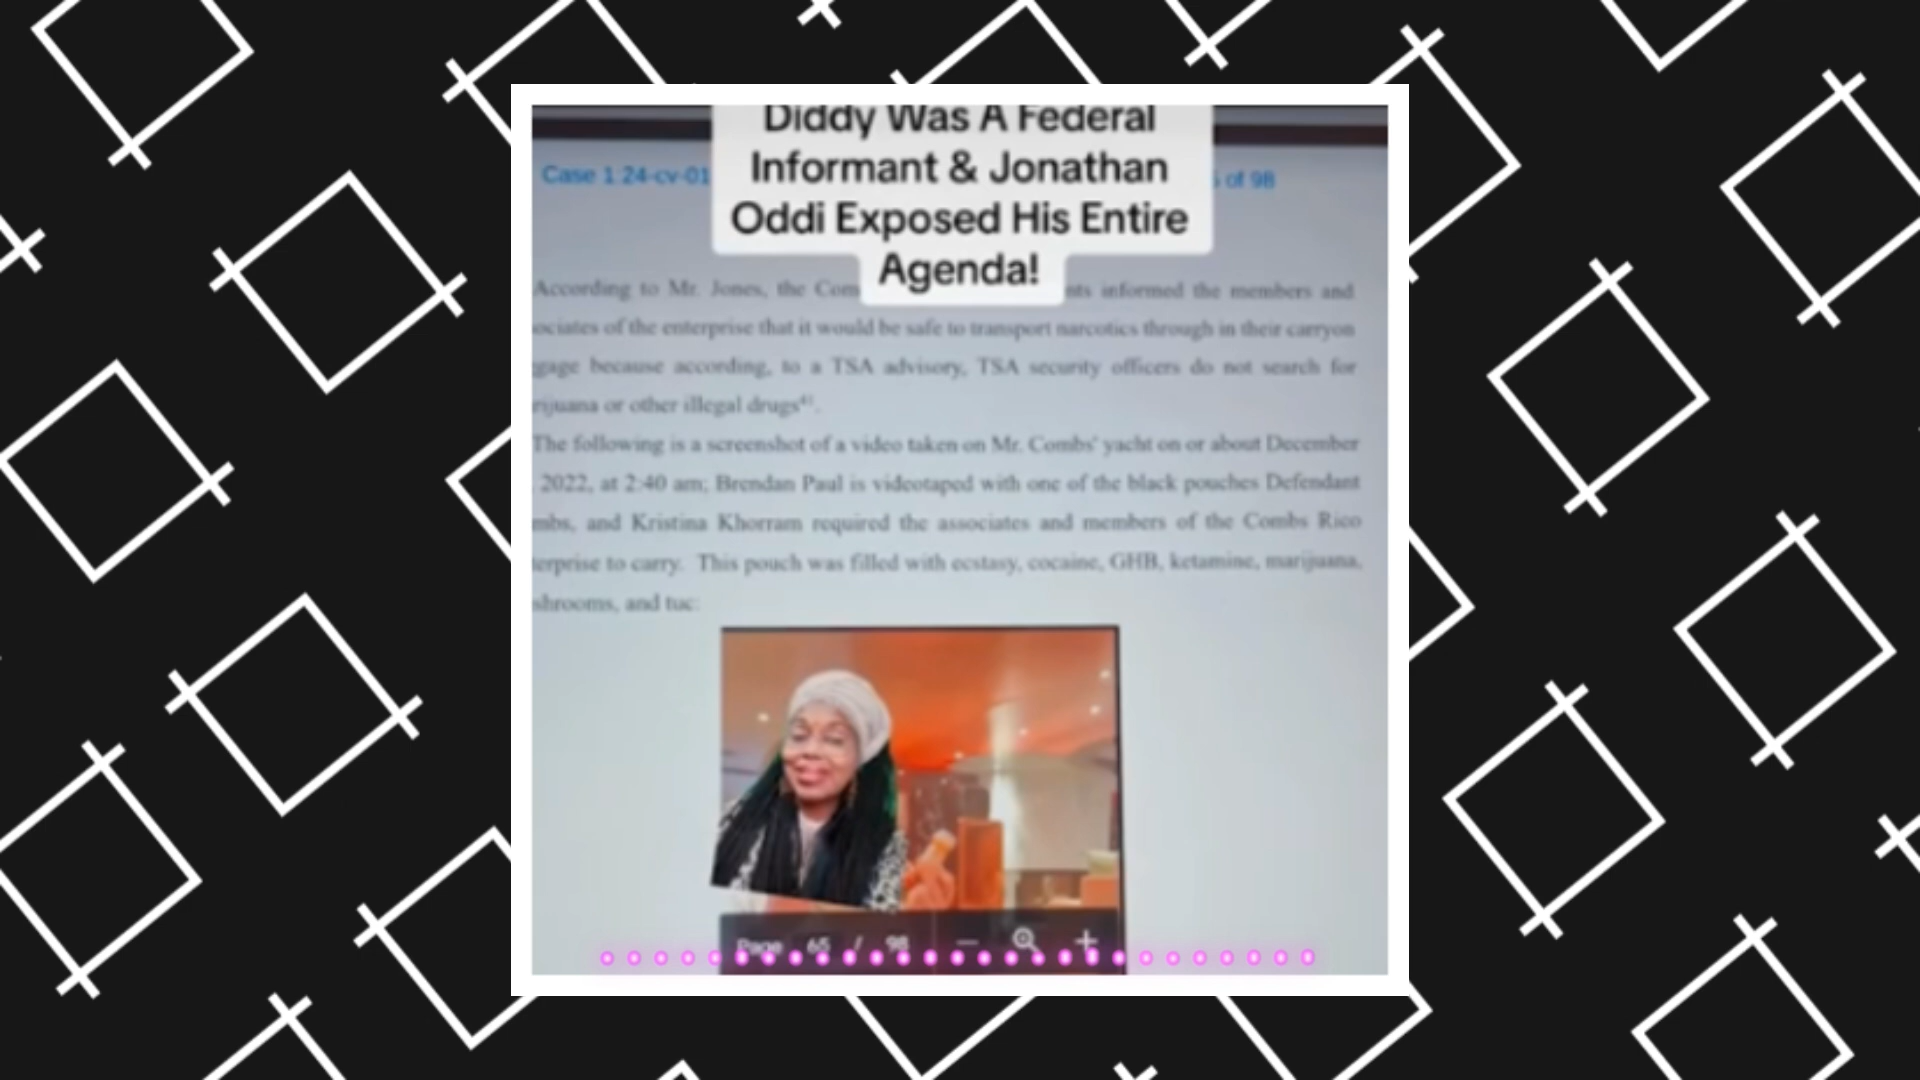 Diddy Was A Federal
Informant & Jonathan
Oddi Exposed His Entire
Agenda!
Case 1:24-cv-01
of 98
According to Mr. Jones, the Com nts informed the members and
ociates of the enterprise that it would be safe to transport narcotics through in their carryon
gage because according, to a TSA advisory, TSA security officers do not search for
rijuana or other illegal drugs
The following is a screenshot of a video taken on Mr. Combs' yacht on or about December
2022, at 2:40 am; Brendan Paul is videotaped with one of the black pouches Defendant
mbs, and Kristina Khorram required the associates and members of the Combs Rico
terprise to carry. This pouch was filled with ecstasy, cocaine, GHB, ketamine, marijuana,
shrooms, and tuc:
Page 65 / 98